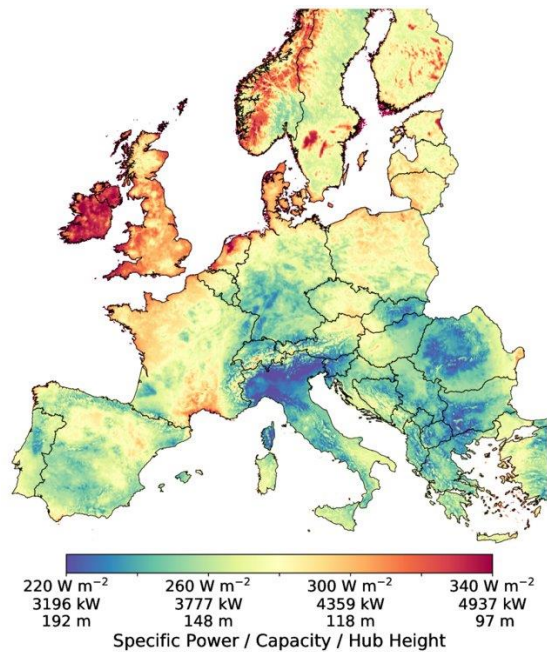 220 W m⁻² 260 W m⁻² 300 W m⁻² 340 W m⁻²
3196 kW 3777 kW 4359 kW 4937 kW
192 m 148 m 118 m 97 m
Specific Power / Capacity / Hub Height